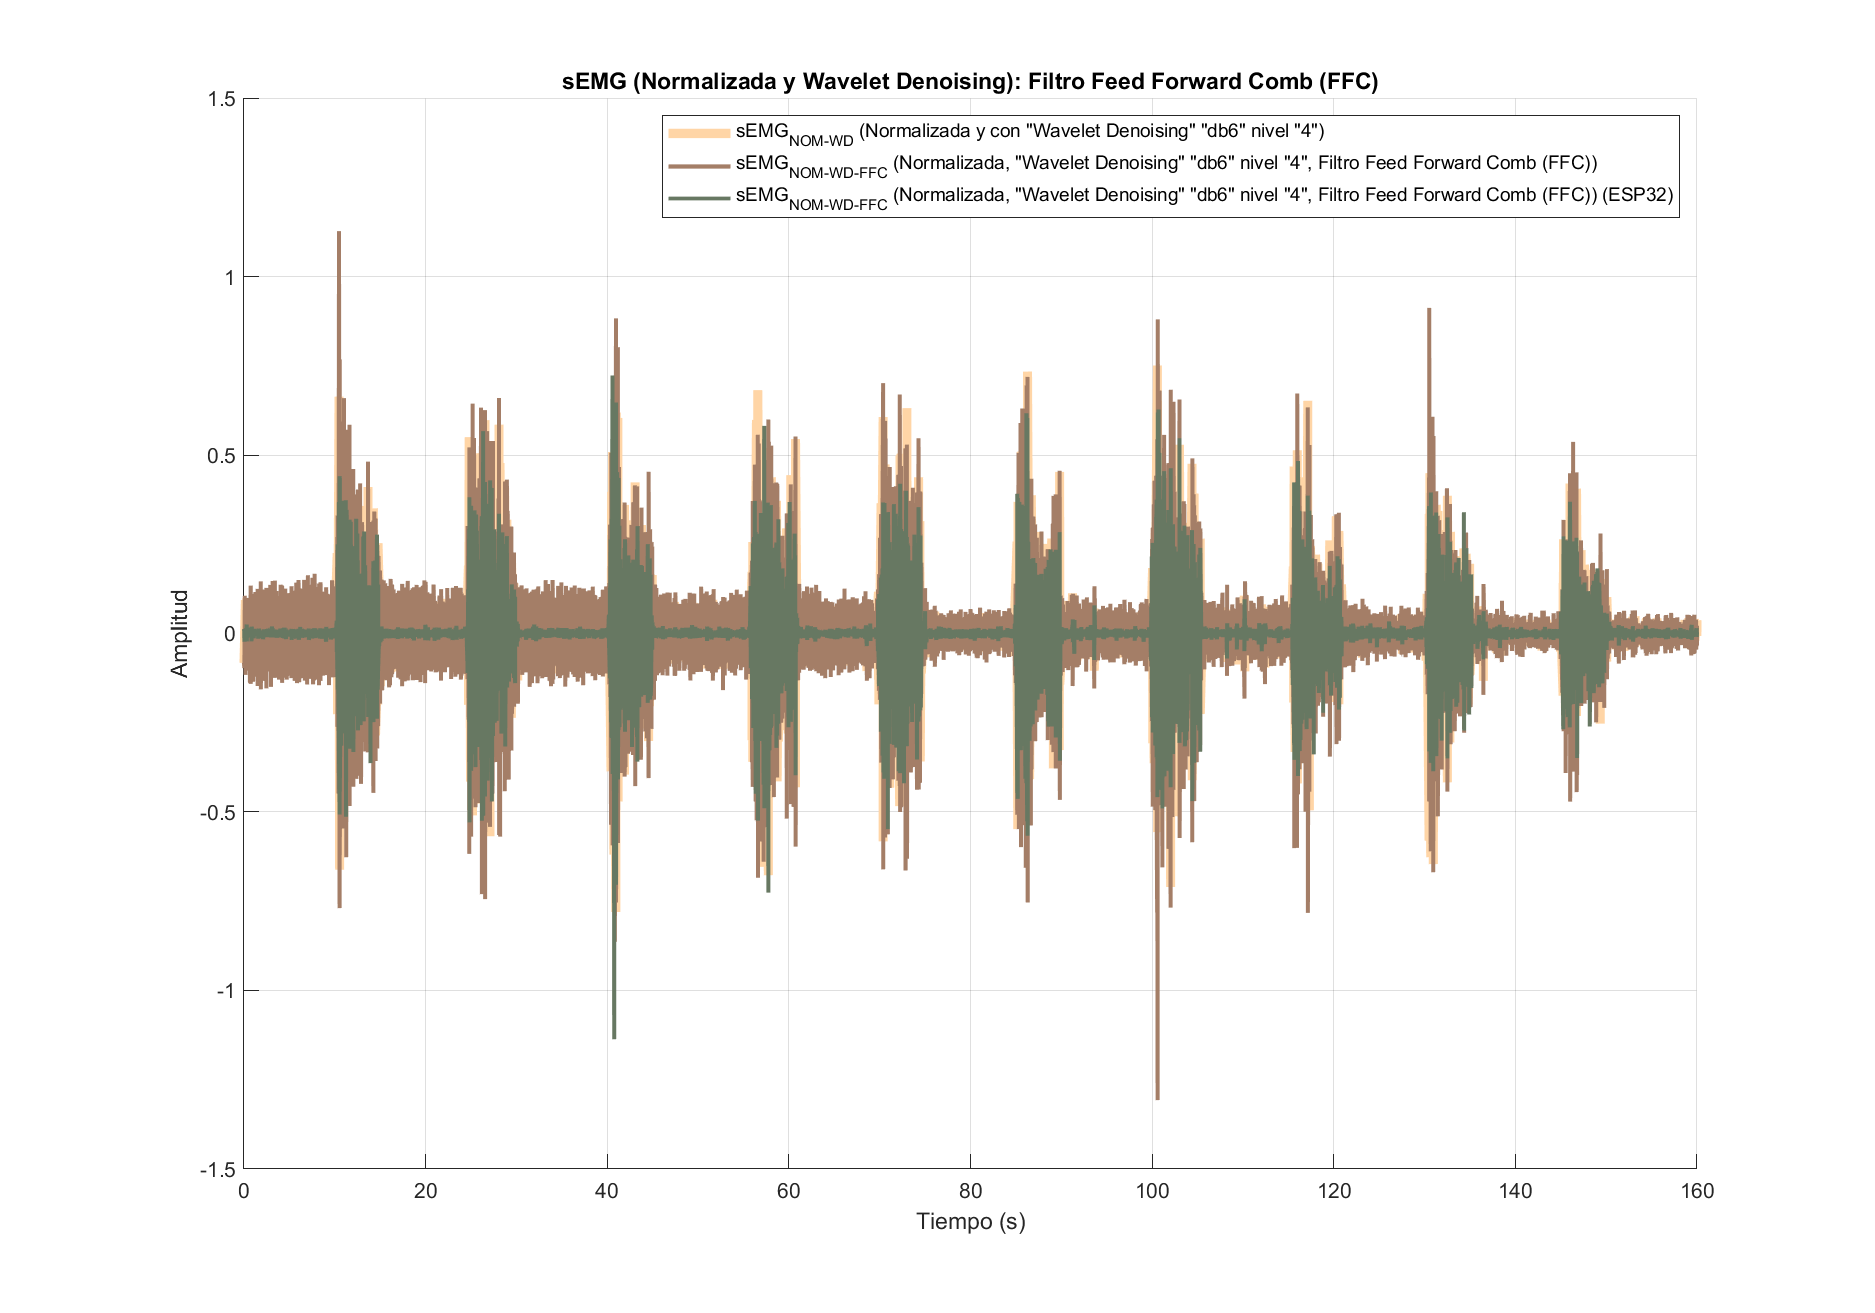 sEMG (Normalizada y Wavelet Denoising): Filtro Feed Forward Comb (FFC)
sEMG_NOM-WD (Normalizada y con "Wavelet Denoising" "db6" nivel "4")
sEMG_NOM-WD-FFC (Normalizada, "Wavelet Denoising" "db6" nivel "4", Filtro Feed Forward Comb (FFC))
sEMG_NOM-WD-FFC (Normalizada, "Wavelet Denoising" "db6" nivel "4", Filtro Feed Forward Comb (FFC)) (ESP32)
1.5
1
0.5
0
-0.5
-1
-1.5
Amplitud
0 20 40 60 80 100 120 140 160
Tiempo (s)